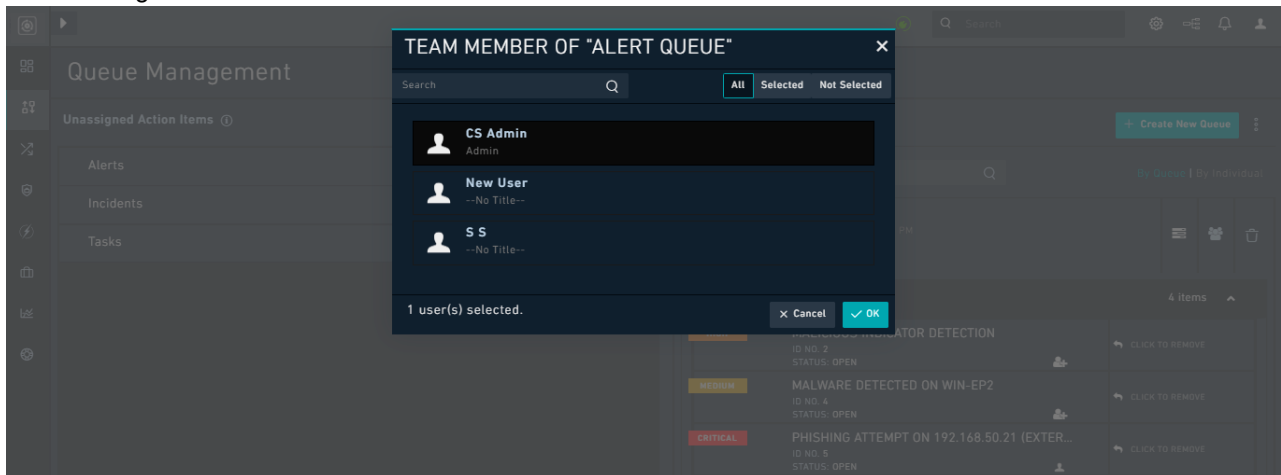 Search
Queue Management
Unassigned Action Items
Alerts
Incidents
Tasks
TEAM MEMBER OF "ALERT QUEUE"
Search
All Selected Not Selected
CS Admin
Admin
New User
--No Title--
S S
--No Title--
1 user(s) selected.
Cancel OK
+ Create New Queue
By Queue | By Individual
PM
4 items
INDICATOR DETECTION
ID NO. 2
STATUS: OPEN
CLICK TO REMOVE
MEDIUM
MALWARE DETECTED ON WIN-EP2
ID NO. 4
STATUS: OPEN
CLICK TO REMOVE
CRITICAL
PHISHING ATTEMPT ON 192.168.50.21 (EXTER...
ID NO. 5
STATUS: OPEN
CLICK TO REMOVE